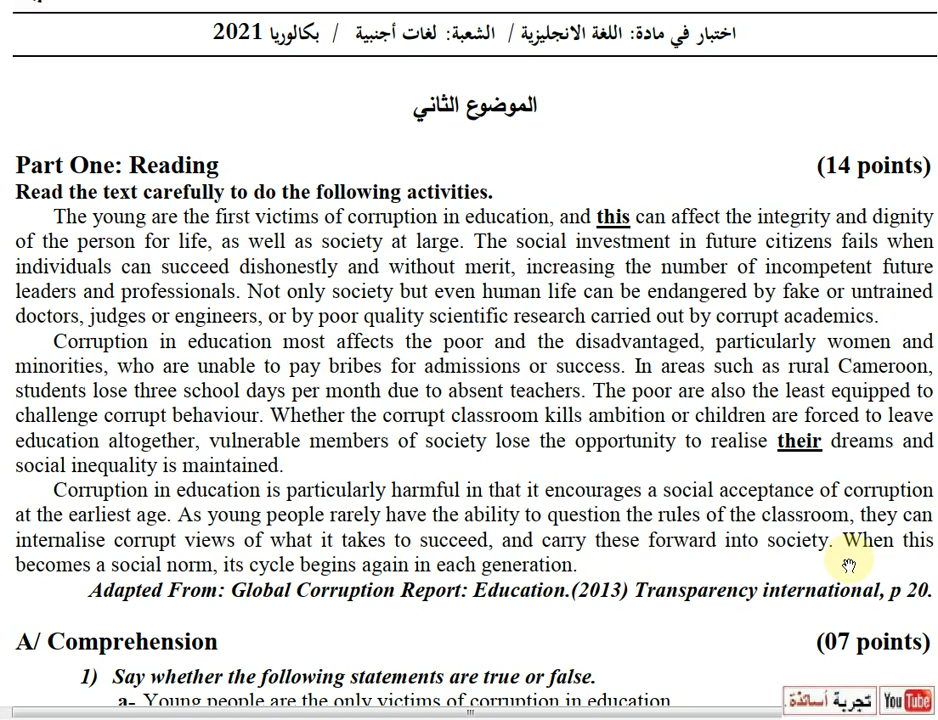 اختبار في مادة: اللغة الانجليزية / الشعبة: لغات أجنبية / بكالوريا 2021
الموضوع الثاني
Part One: Reading (14 points)
Read the text carefully to do the following activities.
The young are the first victims of corruption in education, and this can affect the integrity and dignity
of the person for life, as well as society at large. The social investment in future citizens fails when
individuals can succeed dishonestly and without merit, increasing the number of incompetent future
leaders and professionals. Not only society but even human life can be endangered by fake or untrained
doctors, judges or engineers, or by poor quality scientific research carried out by corrupt academics.
Corruption in education most affects the poor and the disadvantaged, particularly women and
minorities, who are unable to pay bribes for admissions or success. In areas such as rural Cameroon,
students lose three school days per month due to absent teachers. The poor are also the least equipped to
challenge corrupt behaviour. Whether the corrupt classroom kills ambition or children are forced to leave
education altogether, vulnerable members of society lose the opportunity to realise their dreams and
social inequality is maintained.
Corruption in education is particularly harmful in that it encourages a social acceptance of corruption
at the earliest age. As young people rarely have the ability to question the rules of the classroom, they can
internalise corrupt views of what it takes to succeed, and carry these forward into society. When this
becomes a social norm, its cycle begins again in each generation.
Adapted From: Global Corruption Report: Education.(2013) Transparency international, p 20.
A/ Comprehension (07 points)
1) Say whether the following statements are true or false.
a- Young people are the only victims of corruption in education
تجربة أساتذة. YouTube